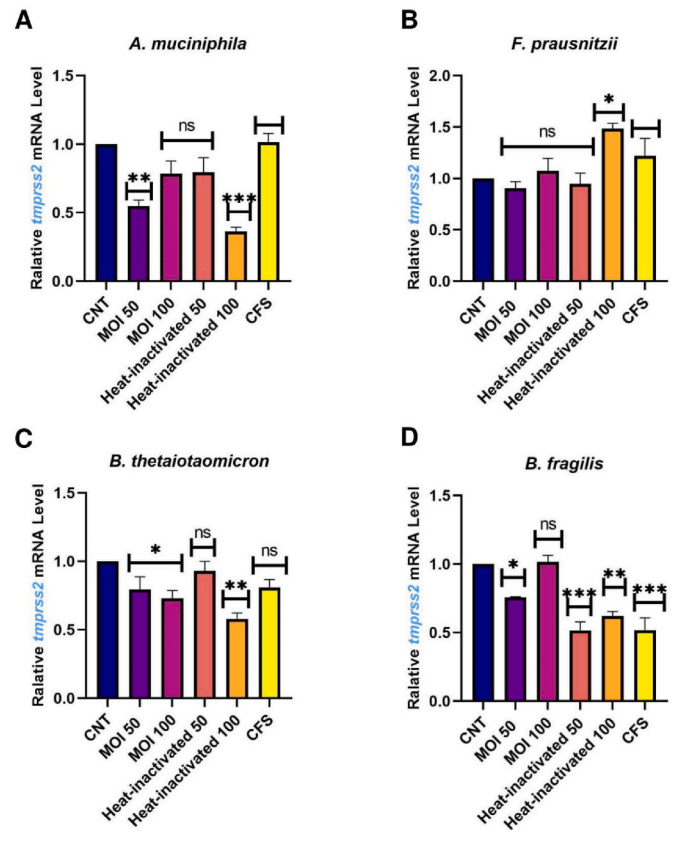 A
A. muciniphila
Ralative tmprss2 mRNA Level
1.5
1.0
0.5
0.0
**
ns
***
CNT
MOI 50
MOI 100
Heat-inactivated 50
Heat-inactivated 100
CFS
B
F. prausnitzii
Ralative tmprss2 mRNA Level
2.0
1.5
1.0
0.5
0.0
ns
*
CNT
MOI 50
MOI 100
Heat-inactivated 50
Heat-inactivated 100
CFS
C
B. thetaiotaomicron
Ralative tmprss2 mRNA Level
1.5
1.0
0.5
0.0
*
ns
**
ns
CNT
MOI 50
MOI 100
Heat-inactivated 50
Heat-inactivated 100
CFS
D
B. fragilis
Ralative tmprss2 mRNA Level
1.5
1.0
0.5
0.0
*
ns
***
**
***
CNT
MOI 50
MOI 100
Heat-inactivated 50
Heat-inactivated 100
CFS